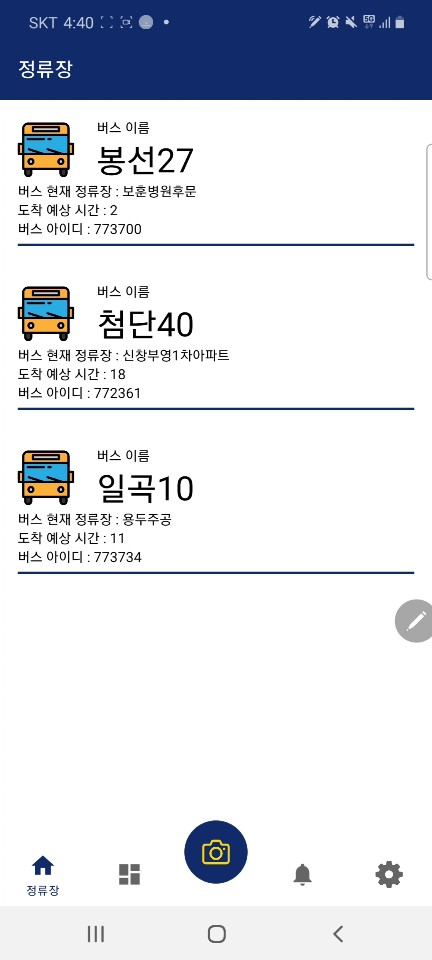 SKT 4:40
5G
정류장
버스 이름
봉선27
버스 현재 정류장 : 보훈병원후문
도착 예상 시간 : 2
버스 아이디 : 773700
버스 이름
첨단40
버스 현재 정류장 : 신창부영1차아파트
도착 예상 시간 : 18
버스 아이디 : 772361
버스 이름
일곡10
버스 현재 정류장 : 용두주공
도착 예상 시간 : 11
버스 아이디 : 773734
정류장